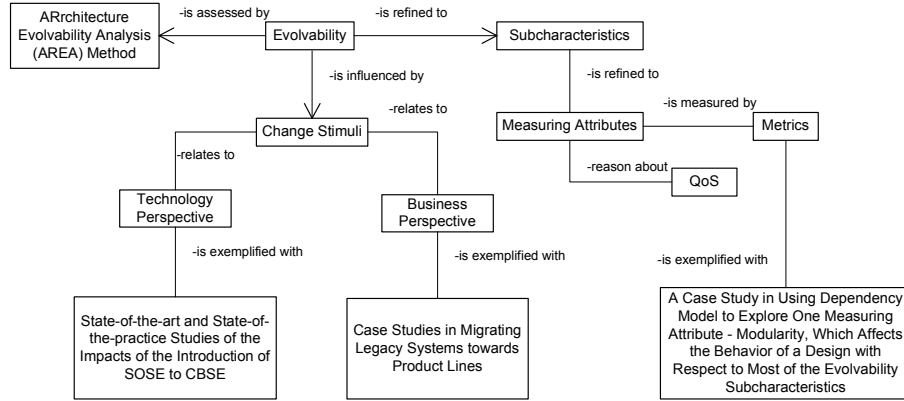 ARrchitecture
Evolvability Analysis
(AREA) Method
-is assessed by
Evolvability
-is refined to
Subcharacteristics
-is influenced by
-is refined to
Change Stimuli
-relates to
Measuring Attributes
-is measured by
Metrics
-relates to
-reason about
QoS
Technology
Perspective
Business
Perspective
-is exemplified with
-is exemplified with
-is exemplified with
State-of-the-art and State-of-
the-practice Studies of the
Impacts of the Introduction of
SOSE to CBSE
Case Studies in Migrating
Legacy Systems towards
Product Lines
A Case Study in Using Dependency
Model to Explore One Measuring
Attribute - Modularity, Which Affects
the Behavior of a Design with
Respect to Most of the Evolvability
Subcharacteristics